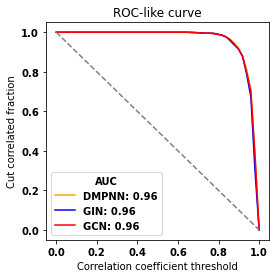 ROC-like curve
Cut correlated fraction
1.0
0.8
0.6
0.4
0.2
0.0
AUC
DMPNN: 0.96
GIN: 0.96
GCN: 0.96
0.0 0.2 0.4 0.6 0.8 1.0
Correlation coefficient threshold